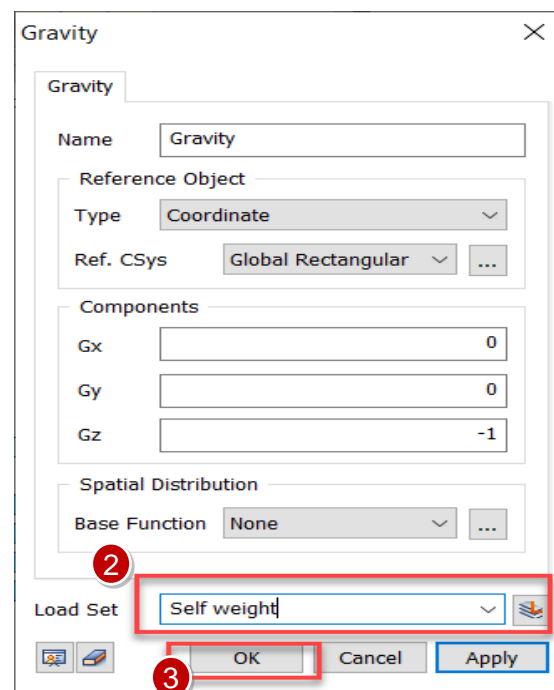 Gravity
Gravity
Name Gravity
Reference Object
Type Coordinate
Ref. CSys Global Rectangular ...
Components
Gx 0
Gy 0
Gz -1
Spatial Distribution
Base Function None ...
2
Load Set Self weight
OK Cancel Apply
3